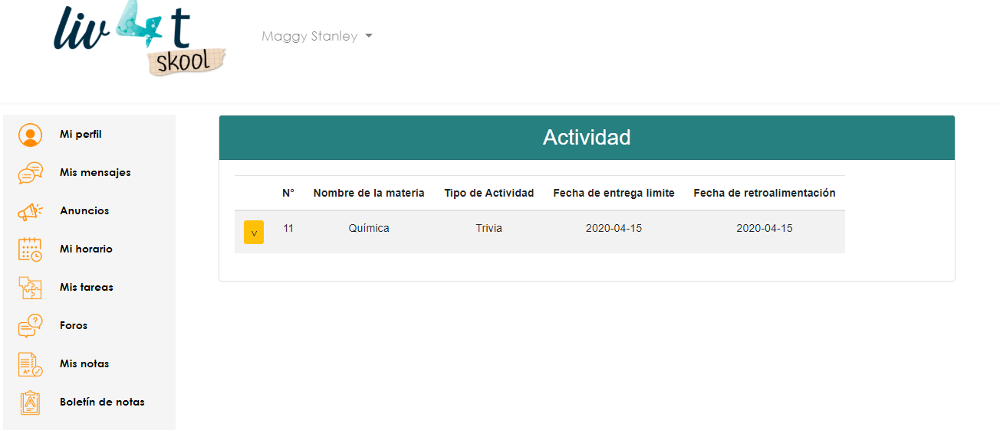 liv4t
skool
Maggy Stanley
Mi perfil
Mis mensajes
Anuncios
Mi horario
Mis tareas
Foros
Mis notas
Boletín de notas
Actividad
N° Nombre de la materia Tipo de Actividad Fecha de entrega limite Fecha de retroalimentación
v 11 Química Trivia 2020-04-15 2020-04-15